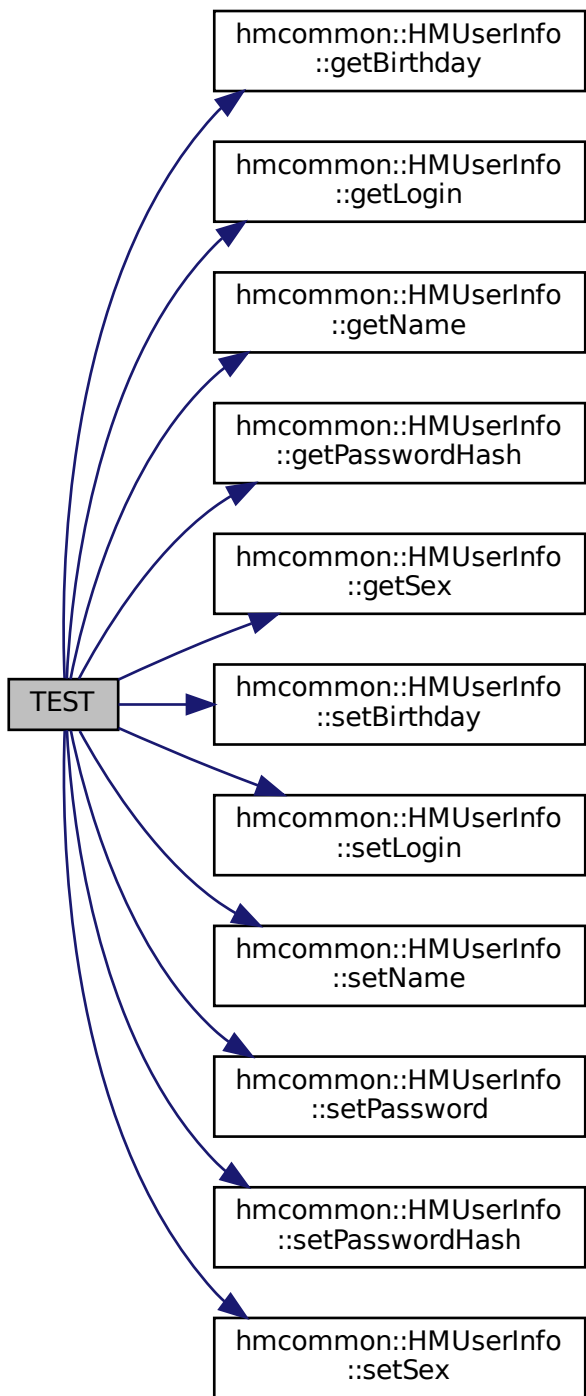 hmcommon::HMUserInfo
::getBirthday
hmcommon::HMUserInfo
::getLogin
hmcommon::HMUserInfo
::getName
hmcommon::HMUserInfo
::getPasswordHash
hmcommon::HMUserInfo
::getSex
TEST
hmcommon::HMUserInfo
::setBirthday
hmcommon::HMUserInfo
::setLogin
hmcommon::HMUserInfo
::setName
hmcommon::HMUserInfo
::setPassword
hmcommon::HMUserInfo
::setPasswordHash
hmcommon::HMUserInfo
::setSex